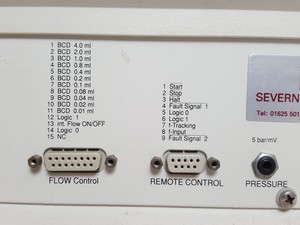 1 BCD 4.0 ml
2 BCD 2.0 ml
3 BCD 1.0 ml
4 BCD 0.8 ml
5 BCD 0.4 ml
6 BCD 0.2 ml
7 BCD 0.1 ml
8 BCD 0.08 ml
9 BCD 0.04 ml
10 BCD 0.02 ml
11 BCD 0.01 ml
12 Logic 1
13 int. Flow ON/OFF
14 Logic 0
15 NC
FLOW Control
1 Start
2 Stop
3 Halt
4 Fault Signal 1
5 Logic 0
6 Logic 1
7 f-Tracking
8 f-Input
9 Fault Signal 2
REMOTE CONTROL
SEVERN
Tel: 01625 501
5 bar/mV
PRESSURE